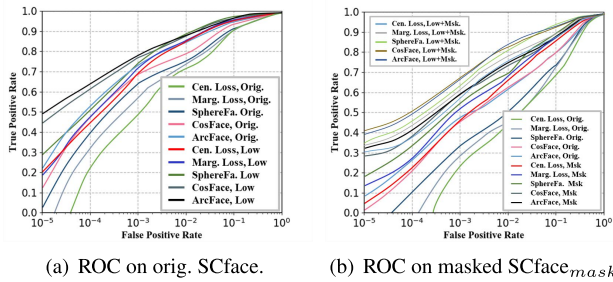 1.0
0.9
0.8
0.7
0.6
0.5
0.4
0.3
0.2
0.1
0.0
True Positive Rate
10⁻⁵ 10⁻⁴ 10⁻³ 10⁻² 10⁻¹ 10⁰
False Positive Rate
Cen. Loss, Orig.
Marg. Loss, Orig.
SphereFa. Orig.
CosFace, Orig.
ArcFace, Orig.
Cen. Loss, Low
Marg. Loss, Low
SphereFa. Low
CosFace, Low
ArcFace, Low
(a) ROC on orig. SCface.
1.0
0.9
0.8
0.7
0.6
0.5
0.4
0.3
0.2
0.1
0.0
True Positive Rate
10⁻⁵ 10⁻⁴ 10⁻³ 10⁻² 10⁻¹ 10⁰
False Positive Rate
Cen. Loss, Low+Msk.
Marg. Loss, Low+Msk.
SphereFa. Low+Msk.
CosFace, Low+Msk.
ArcFace, Low+Msk.
Cen. Loss, Orig.
Marg. Loss, Orig.
SphereFa. Orig.
CosFace, Orig.
ArcFace, Orig.
Cen. Loss, Msk
Marg. Loss, Msk
SphereFa. Msk
CosFace, Msk
ArcFace, Msk
(b) ROC on masked SCface_mask